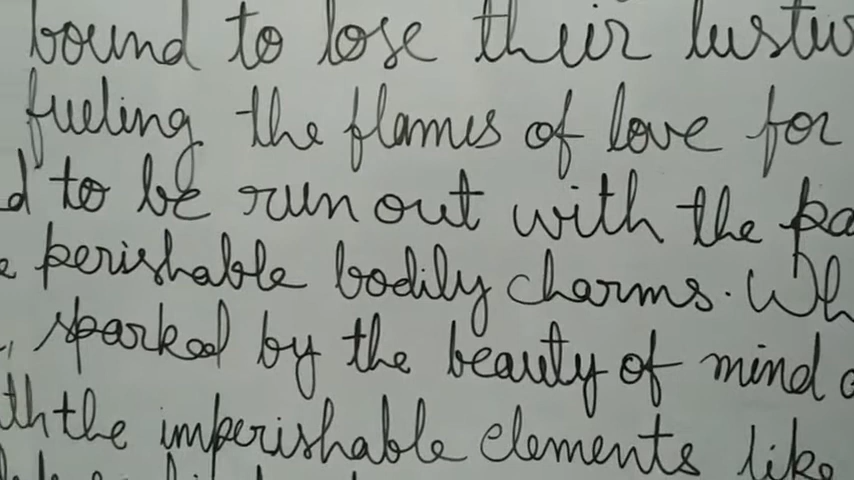 bound to lose their
fueling the flames of love for
to be run out with the
perishable bodily charms.
, sparked by the beauty of mind
the imperishable elements like